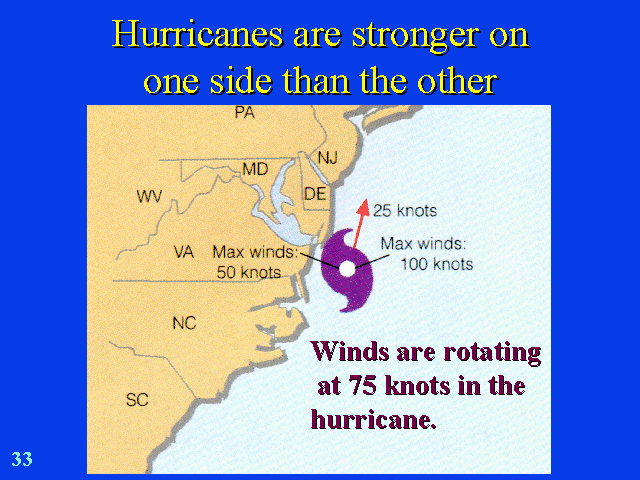 Hurricanes are stronger on
one side than the other
PA
NJ
MD
DE
WV
25 knots
VA
Max winds:
50 knots
Max winds:
100 knots
NC
Winds are rotating
at 75 knots in the
hurricane.
SC
33